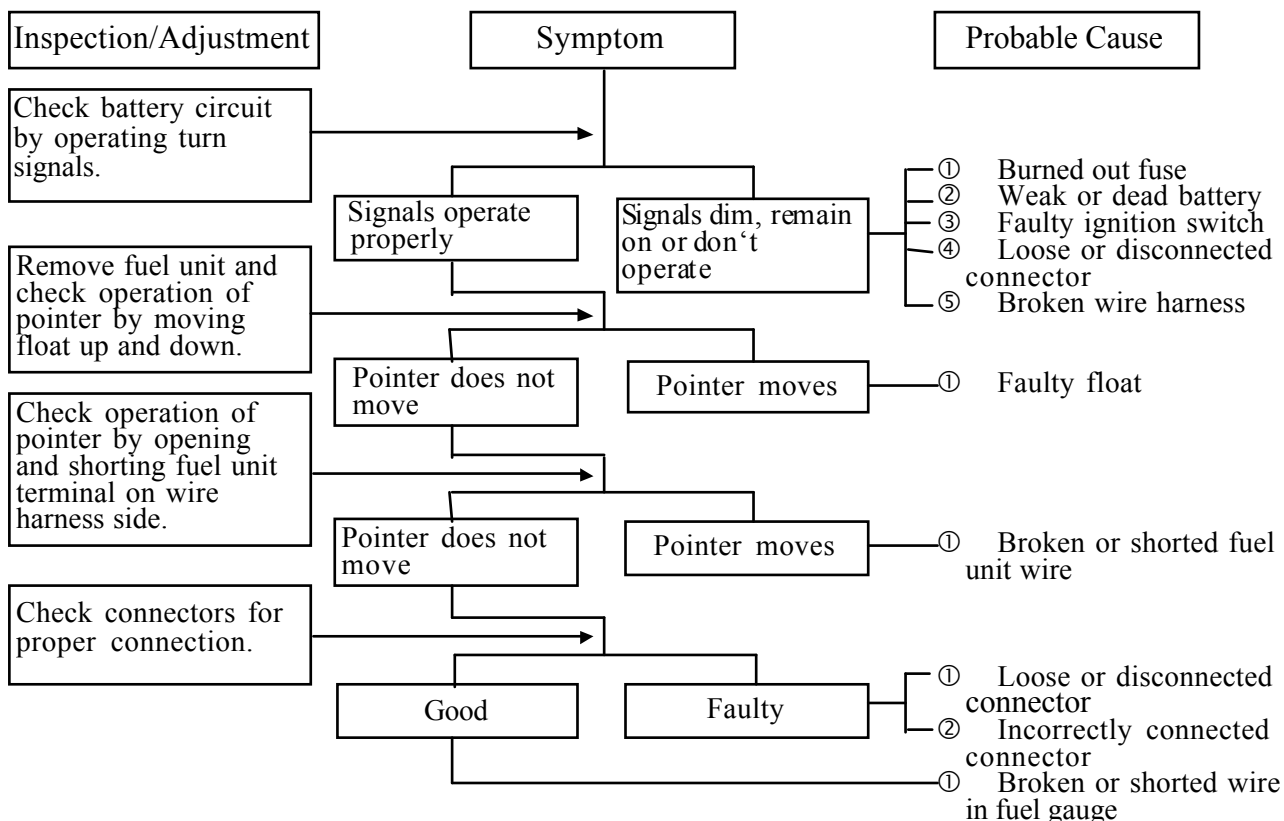 Inspection/Adjustment
Symptom
Probable Cause
Check battery circuit
by operating turn
signals.
① Burned out fuse
② Weak or dead battery
③ Faulty ignition switch
④ Loose or disconnected
connector
⑤ Broken wire harness
Signals operate
properly
Signals dim, remain
on or don‘t
operate
Remove fuel unit and
check operation of
pointer by moving
float up and down.
Pointer does not
move
Pointer moves
① Faulty float
Check operation of
pointer by opening
and shorting fuel unit
terminal on wire
harness side.
Pointer does not
move
Pointer moves
① Broken or shorted fuel
unit wire
Check connectors for
proper connection.
Good
Faulty
① Loose or disconnected
connector
② Incorrectly connected
connector
① Broken or shorted wire
in fuel gauge